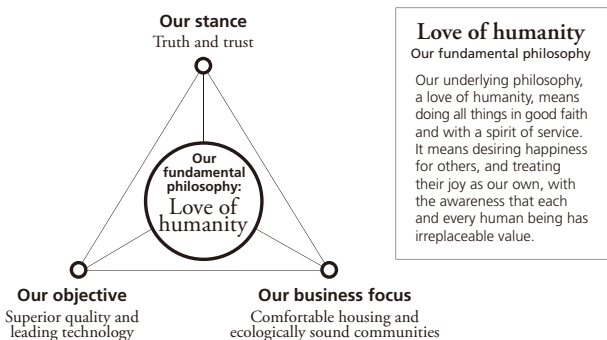 Our stance
Truth and trust
Our
fundamental
philosophy:
Love of
humanity
Our objective
Superior quality and
leading technology
Our business focus
Comfortable housing and
ecologically sound communities
Love of humanity
Our fundamental philosophy
Our underlying philosophy,
a love of humanity, means
doing all things in good faith
and with a spirit of service.
It means desiring happiness
for others, and treating
their joy as our own, with
the awareness that each
and every human being has
irreplaceable value.